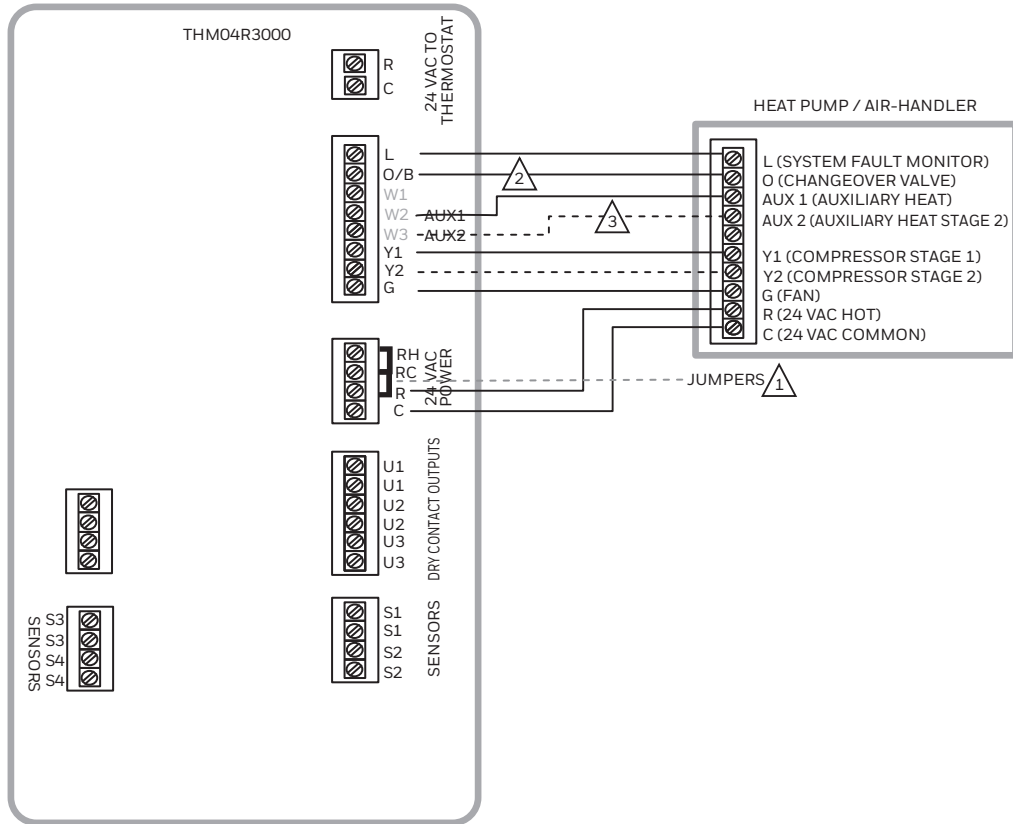 THM04R3000
R
C
24 VAC TO
THERMOSTAT
L
O/B
W1
W2 AUX1
W3 AUX2
Y1
Y2
G
2
3
HEAT PUMP / AIR-HANDLER
L (SYSTEM FAULT MONITOR)
O (CHANGEOVER VALVE)
AUX 1 (AUXILIARY HEAT)
AUX 2 (AUXILIARY HEAT STAGE 2)
Y1 (COMPRESSOR STAGE 1)
Y2 (COMPRESSOR STAGE 2)
G (FAN)
R (24 VAC HOT)
C (24 VAC COMMON)
RH
RC
R
C
24 VAC
POWER
JUMPERS
1
U1
U1
U2
U2
U3
U3
DRY CONTACT OUTPUTS
S3
S3
S4
S4
SENSORS
S1
S1
S2
S2
SENSORS